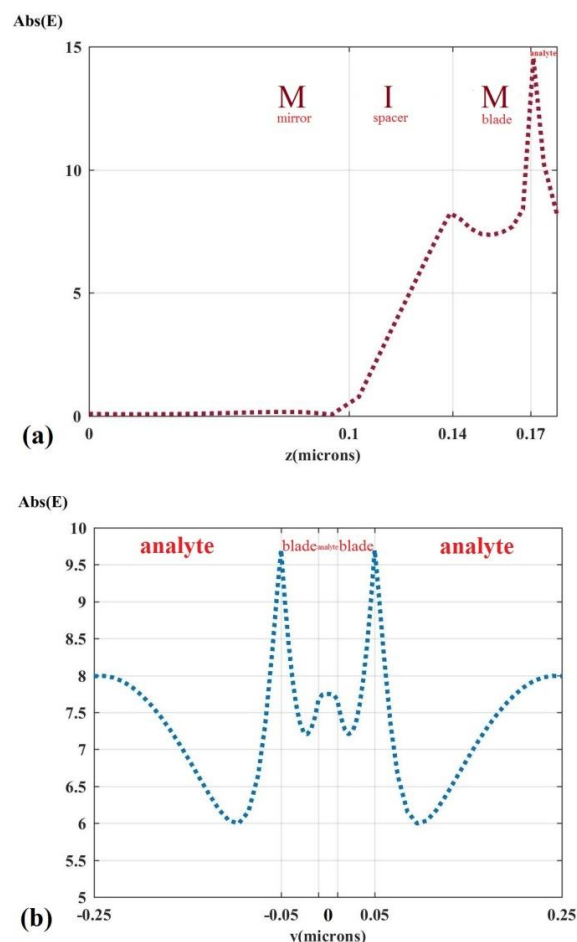 Abs(E)
15
analyte
M I M
mirror spacer blade
10
5
0
0 0.1 0.14 0.17
z(microns)
(a)
Abs(E)
10
analyte blade analyte blade analyte
9.5
9
8.5
8
7.5
7
6.5
6
5.5
5
-0.25 -0.05 0 0.05 0.25
y(microns)
(b)